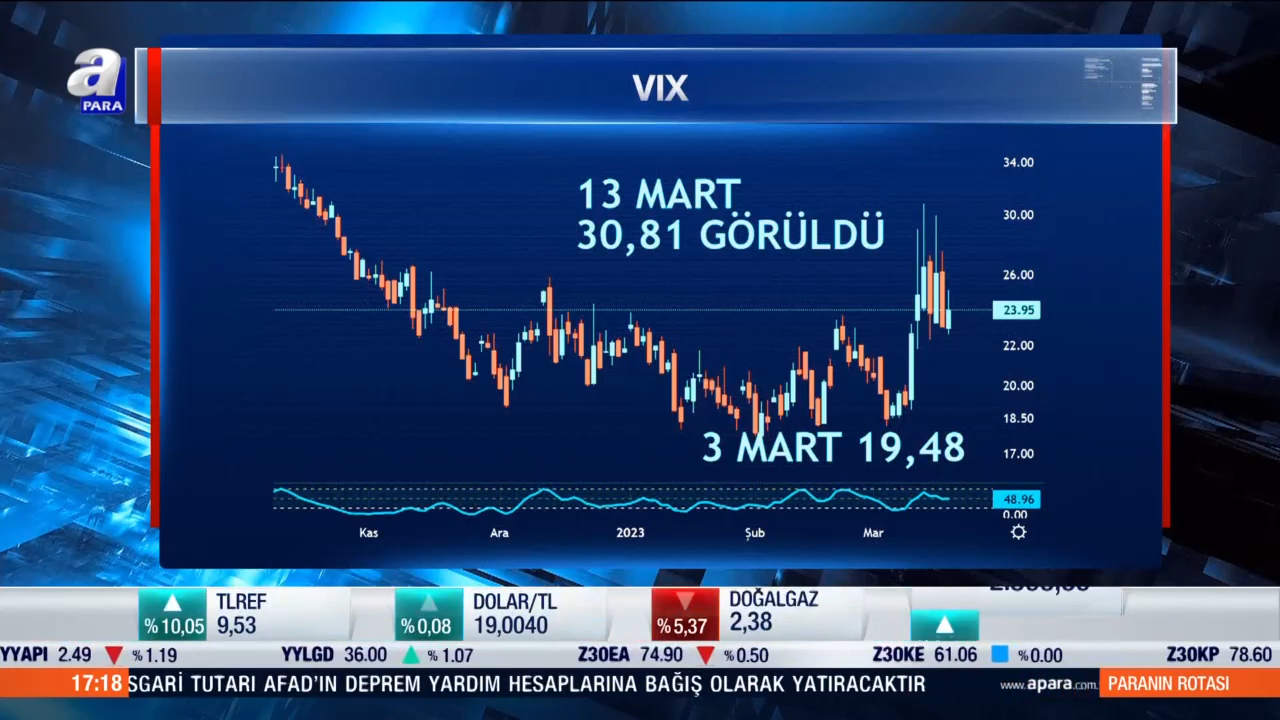 a
PARA
VIX
13 MART
30,81 GÖRÜLDÜ
3 MART 19,48
34.00
30.00
26.00
23.95
22.00
20.00
18.50
17.00
48.96
0.00
Kas
Ara
2023
Şub
Mar
% 10,05
TLREF
9,53
% 0,08
DOLAR/TL
19,0040
% 5,37
DOĞALGAZ
2,38
YYAPI 2.49 % 1.19 YYLGD 36.00 % 1.07 Z30EA 74.90 % 0.50 Z30KE 61.06 % 0.00 Z30KP 78.60
17:18 SGARİ TUTARI AFAD'IN DEPREM YARDIM HESAPLARINA BAĞIŞ OLARAK YATIRACAKTIR www.apara.com. PARANIN ROTASI